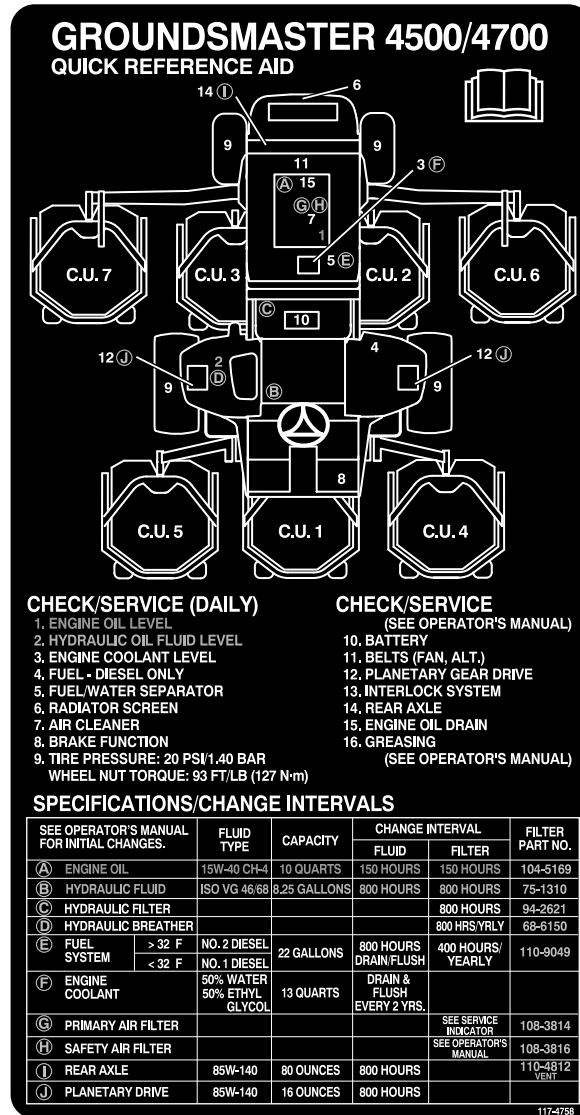 GROUNDSMASTER 4500/4700
QUICK REFERENCE AID
14 Ⓘ
6
9
9
11
3 Ⓕ
Ⓐ 15
Ⓖ Ⓗ
7
1
5 Ⓔ
C.U. 7
C.U. 3
C.U. 2
C.U. 6
Ⓒ
10
12 Ⓙ
2
Ⓓ
4
12 Ⓙ
9
Ⓑ
9
8
C.U. 5
C.U. 1
C.U. 4
CHECK/SERVICE (DAILY)
1. ENGINE OIL LEVEL
2. HYDRAULIC OIL FLUID LEVEL
3. ENGINE COOLANT LEVEL
4. FUEL - DIESEL ONLY
5. FUEL/WATER SEPARATOR
6. RADIATOR SCREEN
7. AIR CLEANER
8. BRAKE FUNCTION
9. TIRE PRESSURE: 20 PSI/1.40 BAR
WHEEL NUT TORQUE: 93 FT/LB (127 N·m)
CHECK/SERVICE
(SEE OPERATOR'S MANUAL)
10. BATTERY
11. BELTS (FAN, ALT.)
12. PLANETARY GEAR DRIVE
13. INTERLOCK SYSTEM
14. REAR AXLE
15. ENGINE OIL DRAIN
16. GREASING
(SEE OPERATOR'S MANUAL)
SPECIFICATIONS/CHANGE INTERVALS
SEE OPERATOR'S MANUAL FOR INITIAL CHANGES. FLUID TYPE CAPACITY CHANGE INTERVAL FLUID FILTER FILTER PART NO.
Ⓐ ENGINE OIL 15W-40 CH-4 10 QUARTS 150 HOURS 150 HOURS 104-5169
Ⓑ HYDRAULIC FLUID ISO VG 46/68 8.25 GALLONS 800 HOURS 800 HOURS 75-1310
Ⓒ HYDRAULIC FILTER 800 HOURS 94-2621
Ⓓ HYDRAULIC BREATHER 800 HRS/YRLY 68-6150
Ⓔ FUEL SYSTEM > 32 F NO. 2 DIESEL 22 GALLONS 800 HOURS DRAIN/FLUSH 400 HOURS/ YEARLY 110-9049
< 32 F NO. 1 DIESEL
Ⓕ ENGINE COOLANT 50% WATER 50% ETHYL GLYCOL 13 QUARTS DRAIN & FLUSH EVERY 2 YRS.
Ⓖ PRIMARY AIR FILTER SEE SERVICE INDICATOR 108-3814
Ⓗ SAFETY AIR FILTER SEE OPERATOR'S MANUAL 108-3816
Ⓘ REAR AXLE 85W-140 80 OUNCES 800 HOURS 110-4812 VENT
Ⓙ PLANETARY DRIVE 85W-140 16 OUNCES 800 HOURS
117-4758